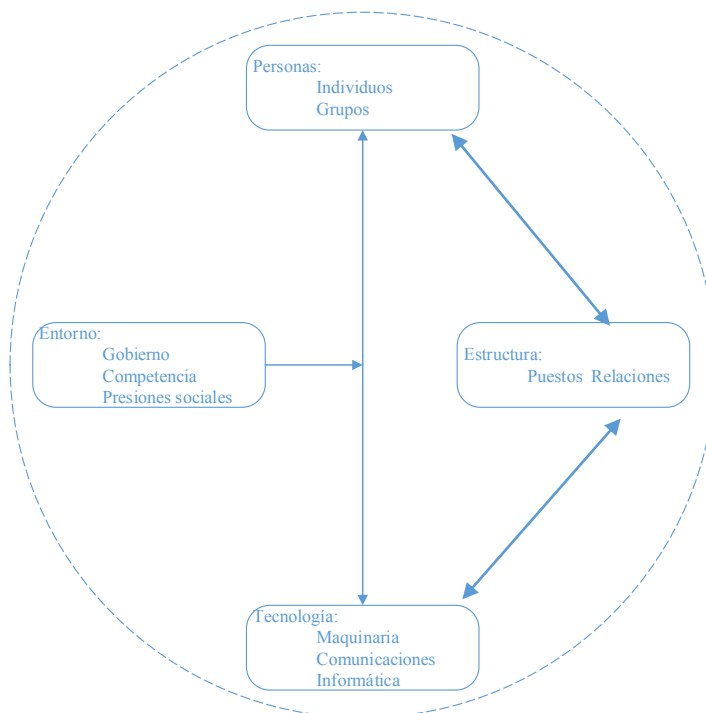 Personas:
Individuos
Grupos
Entorno:
Gobierno
Competencia
Presiones sociales
Estructura:
Puestos Relaciones
Tecnología:
Maquinaria
Comunicaciones
Informática